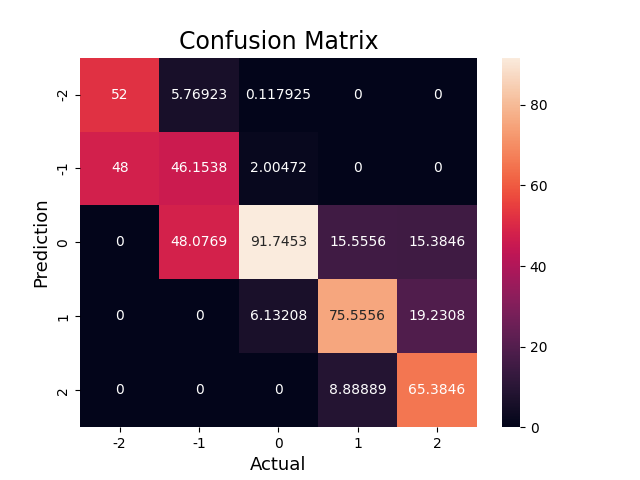 Confusion Matrix
-2 52 5.76923 0.117925 0 0
-1 48 46.1538 2.00472 0 0
0 0 48.0769 91.7453 15.5556 15.3846
1 0 0 6.13208 75.5556 19.2308
2 0 0 0 8.88889 65.3846
-2 -1 0 1 2
Actual
Prediction
80
60
40
20
0